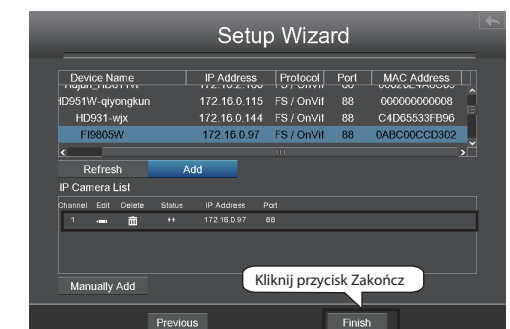 Setup Wizard
Device Name IP Address Protocol Port MAC Address
HD951W-qiyongkun 172.16.0.115 FS / OnVif 88 000000000008
HD931-wjx 172.16.0.144 FS / OnVif 88 C4D65533FB96
FI9805W 172.16.0.97 FS / OnVif 88 0ABC00CCD302
Refresh Add
IP Camera List
Channel Edit Delete Status IP Address Port
1 172.16.0.97 88
Kliknij przycisk Zakończ
Manually Add
Previous Finish